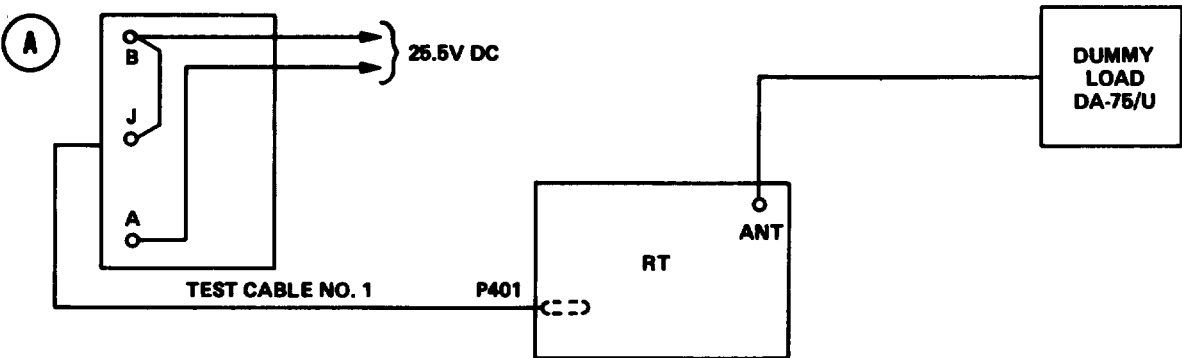 A
B
J
A
25.5V DC
TEST CABLE NO. 1
P401
RT
ANT
DUMMY
LOAD
DA-75/U